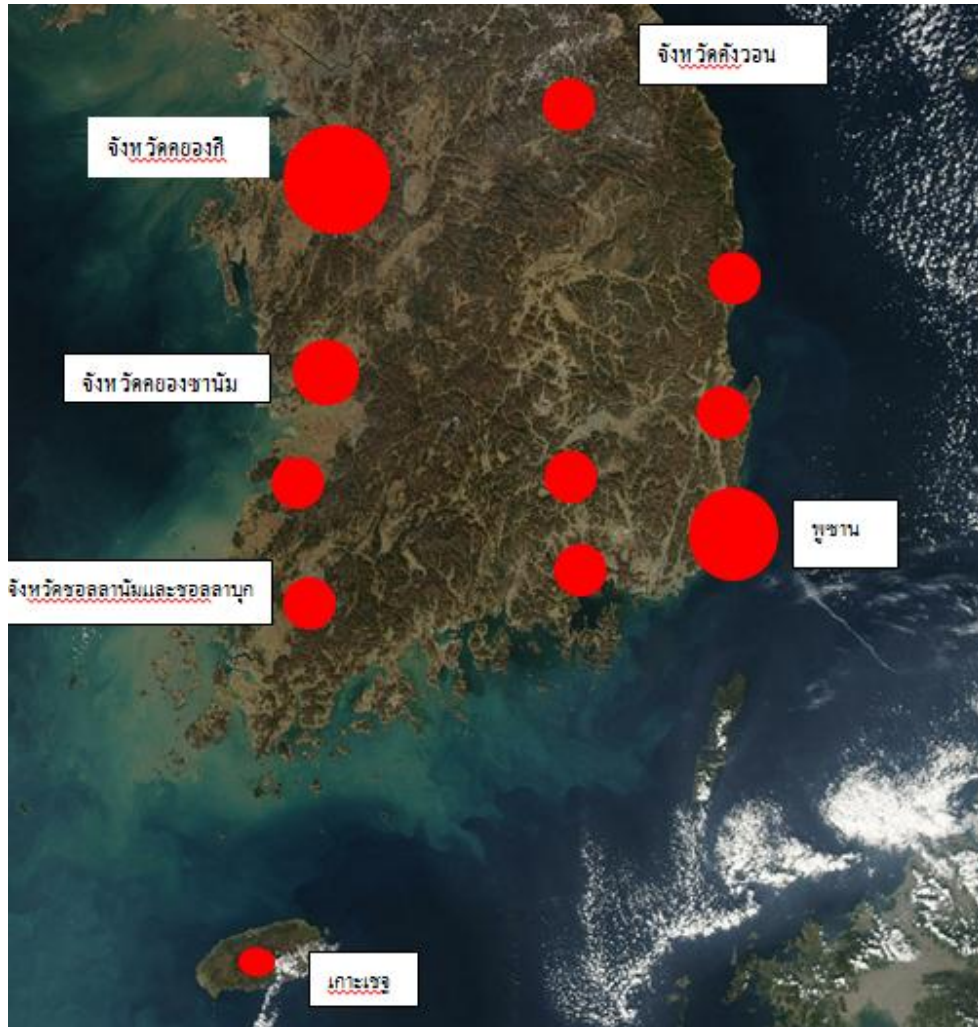 จังหวัดคังวอน
จังหวัดคยองกี
จังหวัดคยองซานัม
พูซาน
จังหวัดชอลลานัมและชอลลาบุค
เกาะเชจู